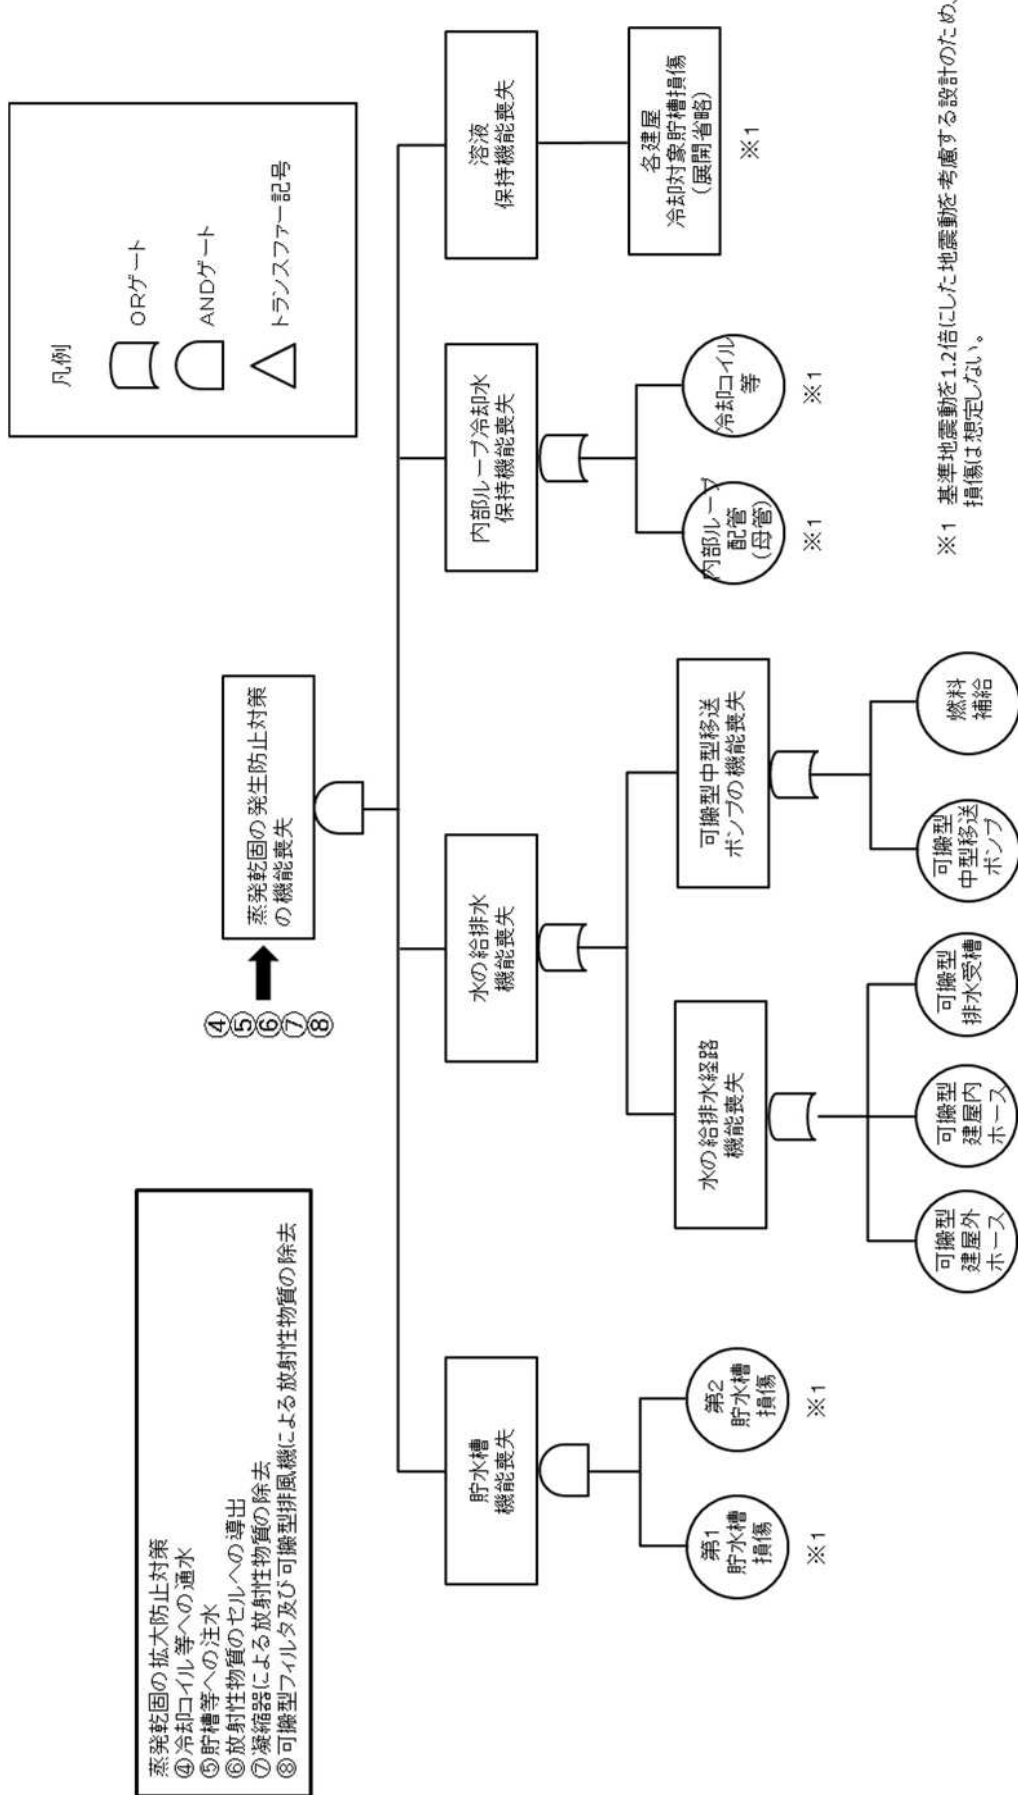 蒸発乾固の拡大防止対策
④冷却コイル等への通水
⑤貯槽等への注水
⑥放射性物質のセルへの導出
⑦凝縮器による放射性物質の除去
⑧可搬型フィルタ及び可搬型排風機による放射性物質の除去
④
⑤
⑥
⑦
⑧
蒸発乾固の発生防止対策
の機能喪失
凡例
ORゲート
ANDゲート
トランスファー記号
貯水槽
機能喪失
水の給排水
機能喪失
内部ループ冷却水
保持機能喪失
溶液
保持機能喪失
第1
貯水槽
損傷
※1
第2
貯水槽
損傷
※1
水の給排水経路
機能喪失
可搬型中型移送
ポンプの機能喪失
内部ループ
配管
(母管)
※1
冷却コイル
等
※1
各建屋
冷却対象貯槽損傷
(展開省略)
※1
可搬型
建屋外
ホース
可搬型
建屋内
ホース
可搬型
排水受槽
可搬型
中型移送
ポンプ
燃料
補給
※1 基準地震動を1.2倍にした地震動を考慮する設計のため、
損傷は想定しない。